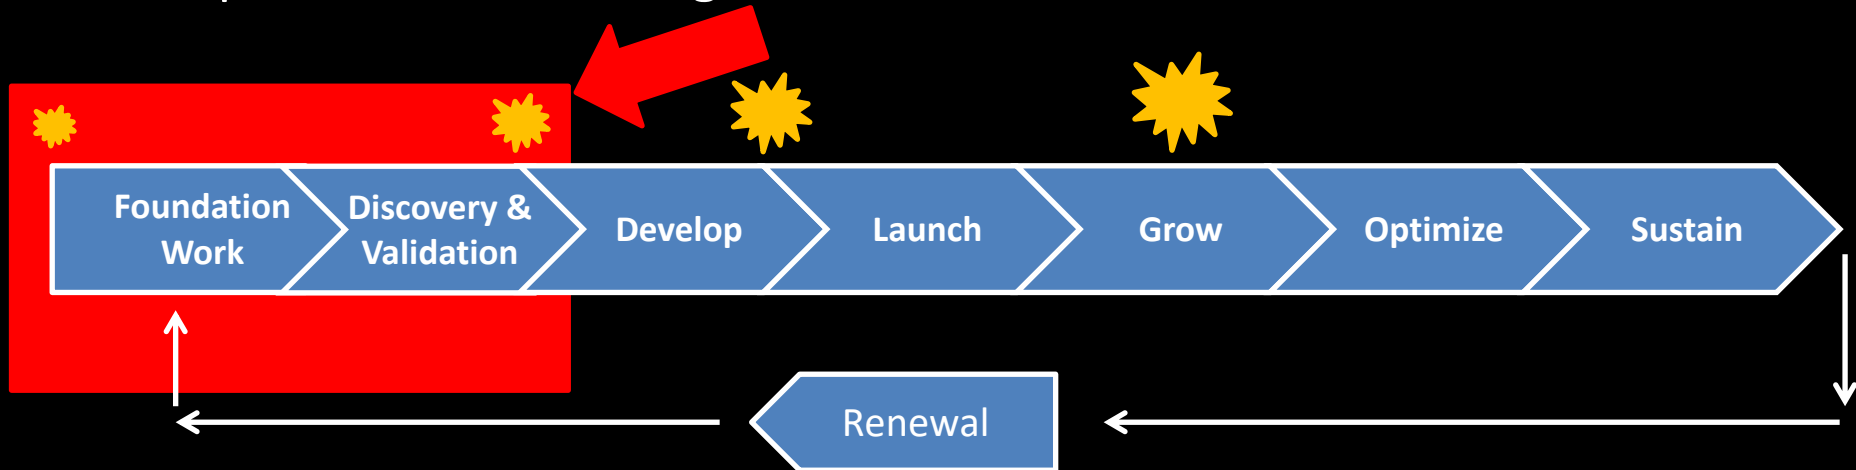 Foundation
Work
Discovery &
Validation
Develop
Launch
Grow
Optimize
Sustain
Renewal